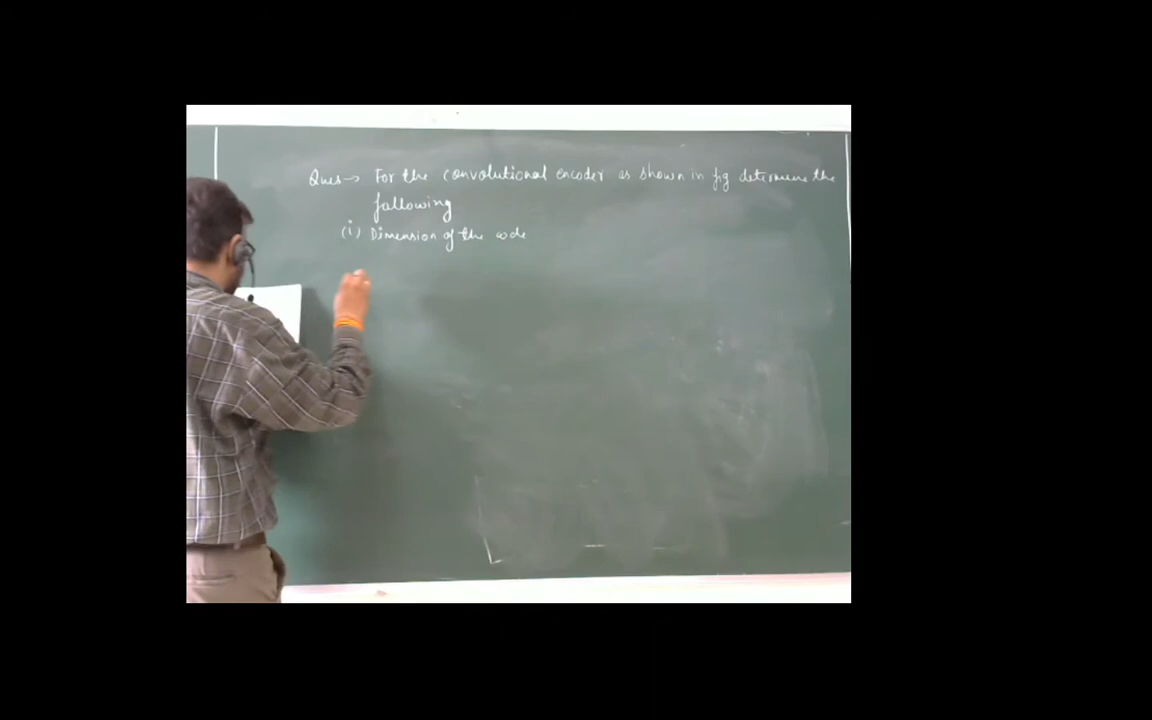 Ques → For the convolutional encoder as shown in fig determine the
following
(i) Dimension of the code